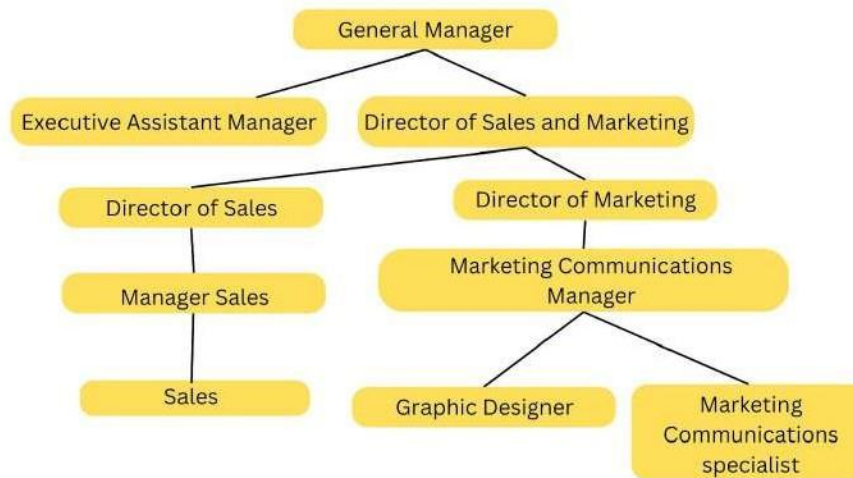 General Manager
Executive Assistant Manager
Director of Sales and Marketing
Director of Sales
Director of Marketing
Manager Sales
Marketing Communications
Manager
Sales
Graphic Designer
Marketing
Communications
specialist